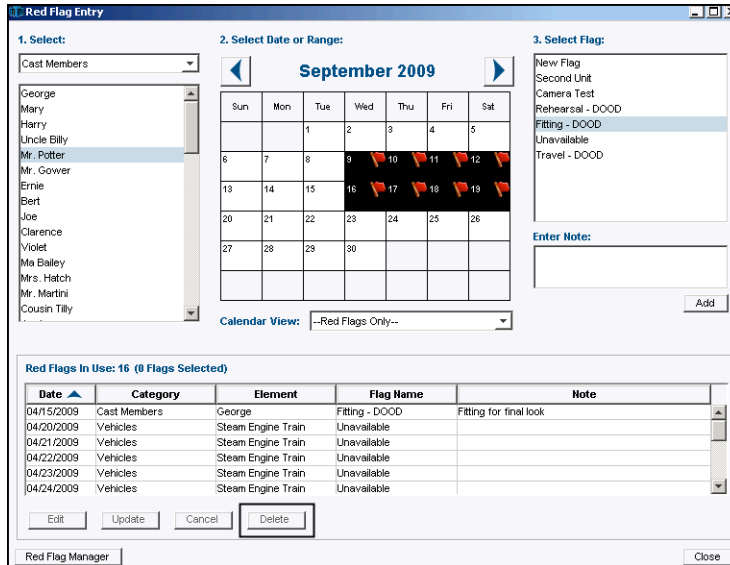 Red Flag Entry
1. Select:
Cast Members
George
Mary
Harry
Uncle Billy
Mr. Potter
Mr. Gower
Ernie
Bert
Joe
Clarence
Violet
Ma Bailey
Mrs. Hatch
Mr. Martini
Cousin Tilly
2. Select Date or Range:
September 2009
Sun Mon Tue Wed Thu Fri Sat
1 2 3 4 5
6 7 8 9 10 11 12
13 14 15 16 17 18 19
20 21 22 23 24 25 26
27 28 29 30
Calendar View: --Red Flags Only--
3. Select Flag:
New Flag
Second Unit
Camera Test
Rehearsal - DOOD
Fitting - DOOD
Unavailable
Travel - DOOD
Enter Note:
Add
Red Flags In Use: 16 (0 Flags Selected)
Date Category Element Flag Name Note
04/15/2009 Cast Members George Fitting - DOOD Fitting for final look
04/20/2009 Vehicles Steam Engine Train Unavailable
04/21/2009 Vehicles Steam Engine Train Unavailable
04/22/2009 Vehicles Steam Engine Train Unavailable
04/23/2009 Vehicles Steam Engine Train Unavailable
04/24/2009 Vehicles Steam Engine Train Unavailable
Edit Update Cancel Delete
Red Flag Manager Close